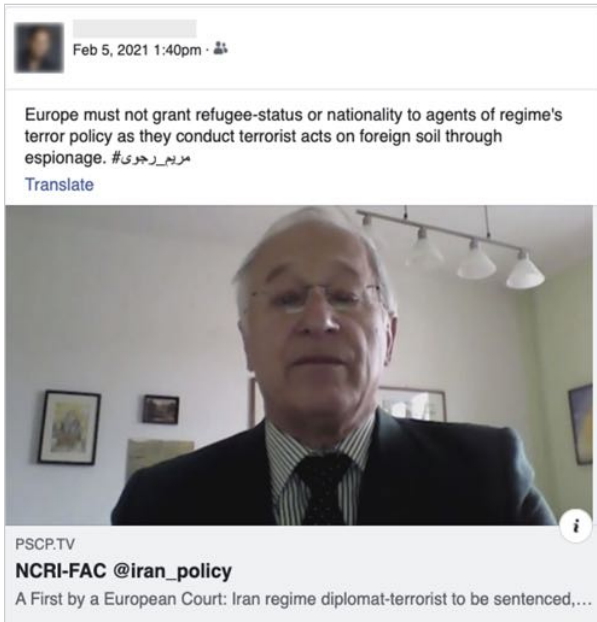 Feb 5, 2021 1:40pm ·
Europe must not grant refugee-status or nationality to agents of regime's
terror policy as they conduct terrorist acts on foreign soil through
espionage. #مریم_رجوی
Translate
i
PSCP.TV
NCRI-FAC @iran_policy
A First by a European Court: Iran regime diplomat-terrorist to be sentenced,...